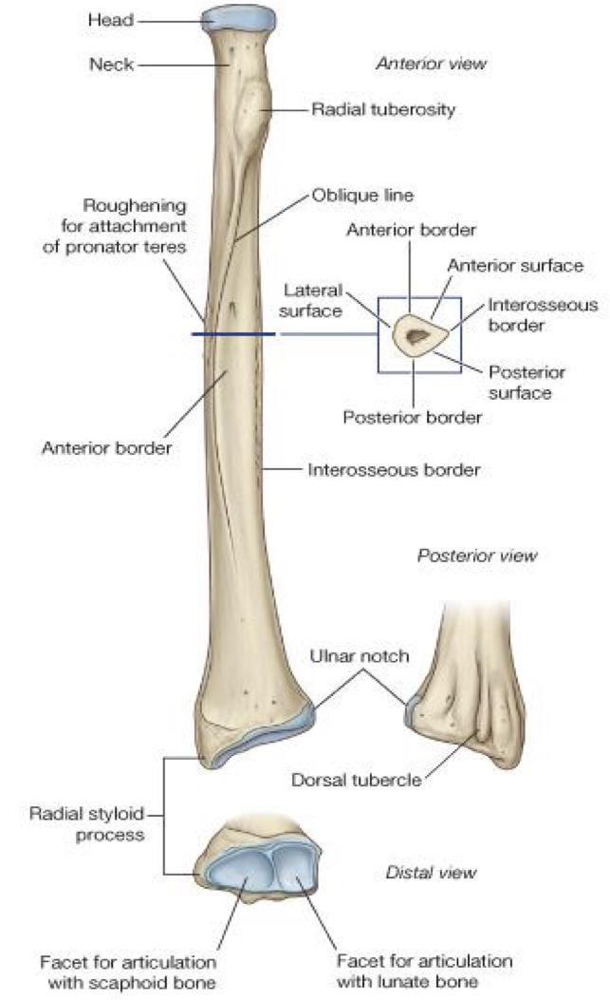 Head
Neck
Anterior view
Radial tuberosity
Oblique line
Roughening
for attachment
of pronator teres
Anterior border
Anterior surface
Lateral
surface
Interosseous
border
Posterior
surface
Posterior border
Anterior border
Interosseous border
Posterior view
Ulnar notch
Dorsal tubercle
Radial styloid
process
Distal view
Facet for articulation
with scaphoid bone
Facet for articulation
with lunate bone